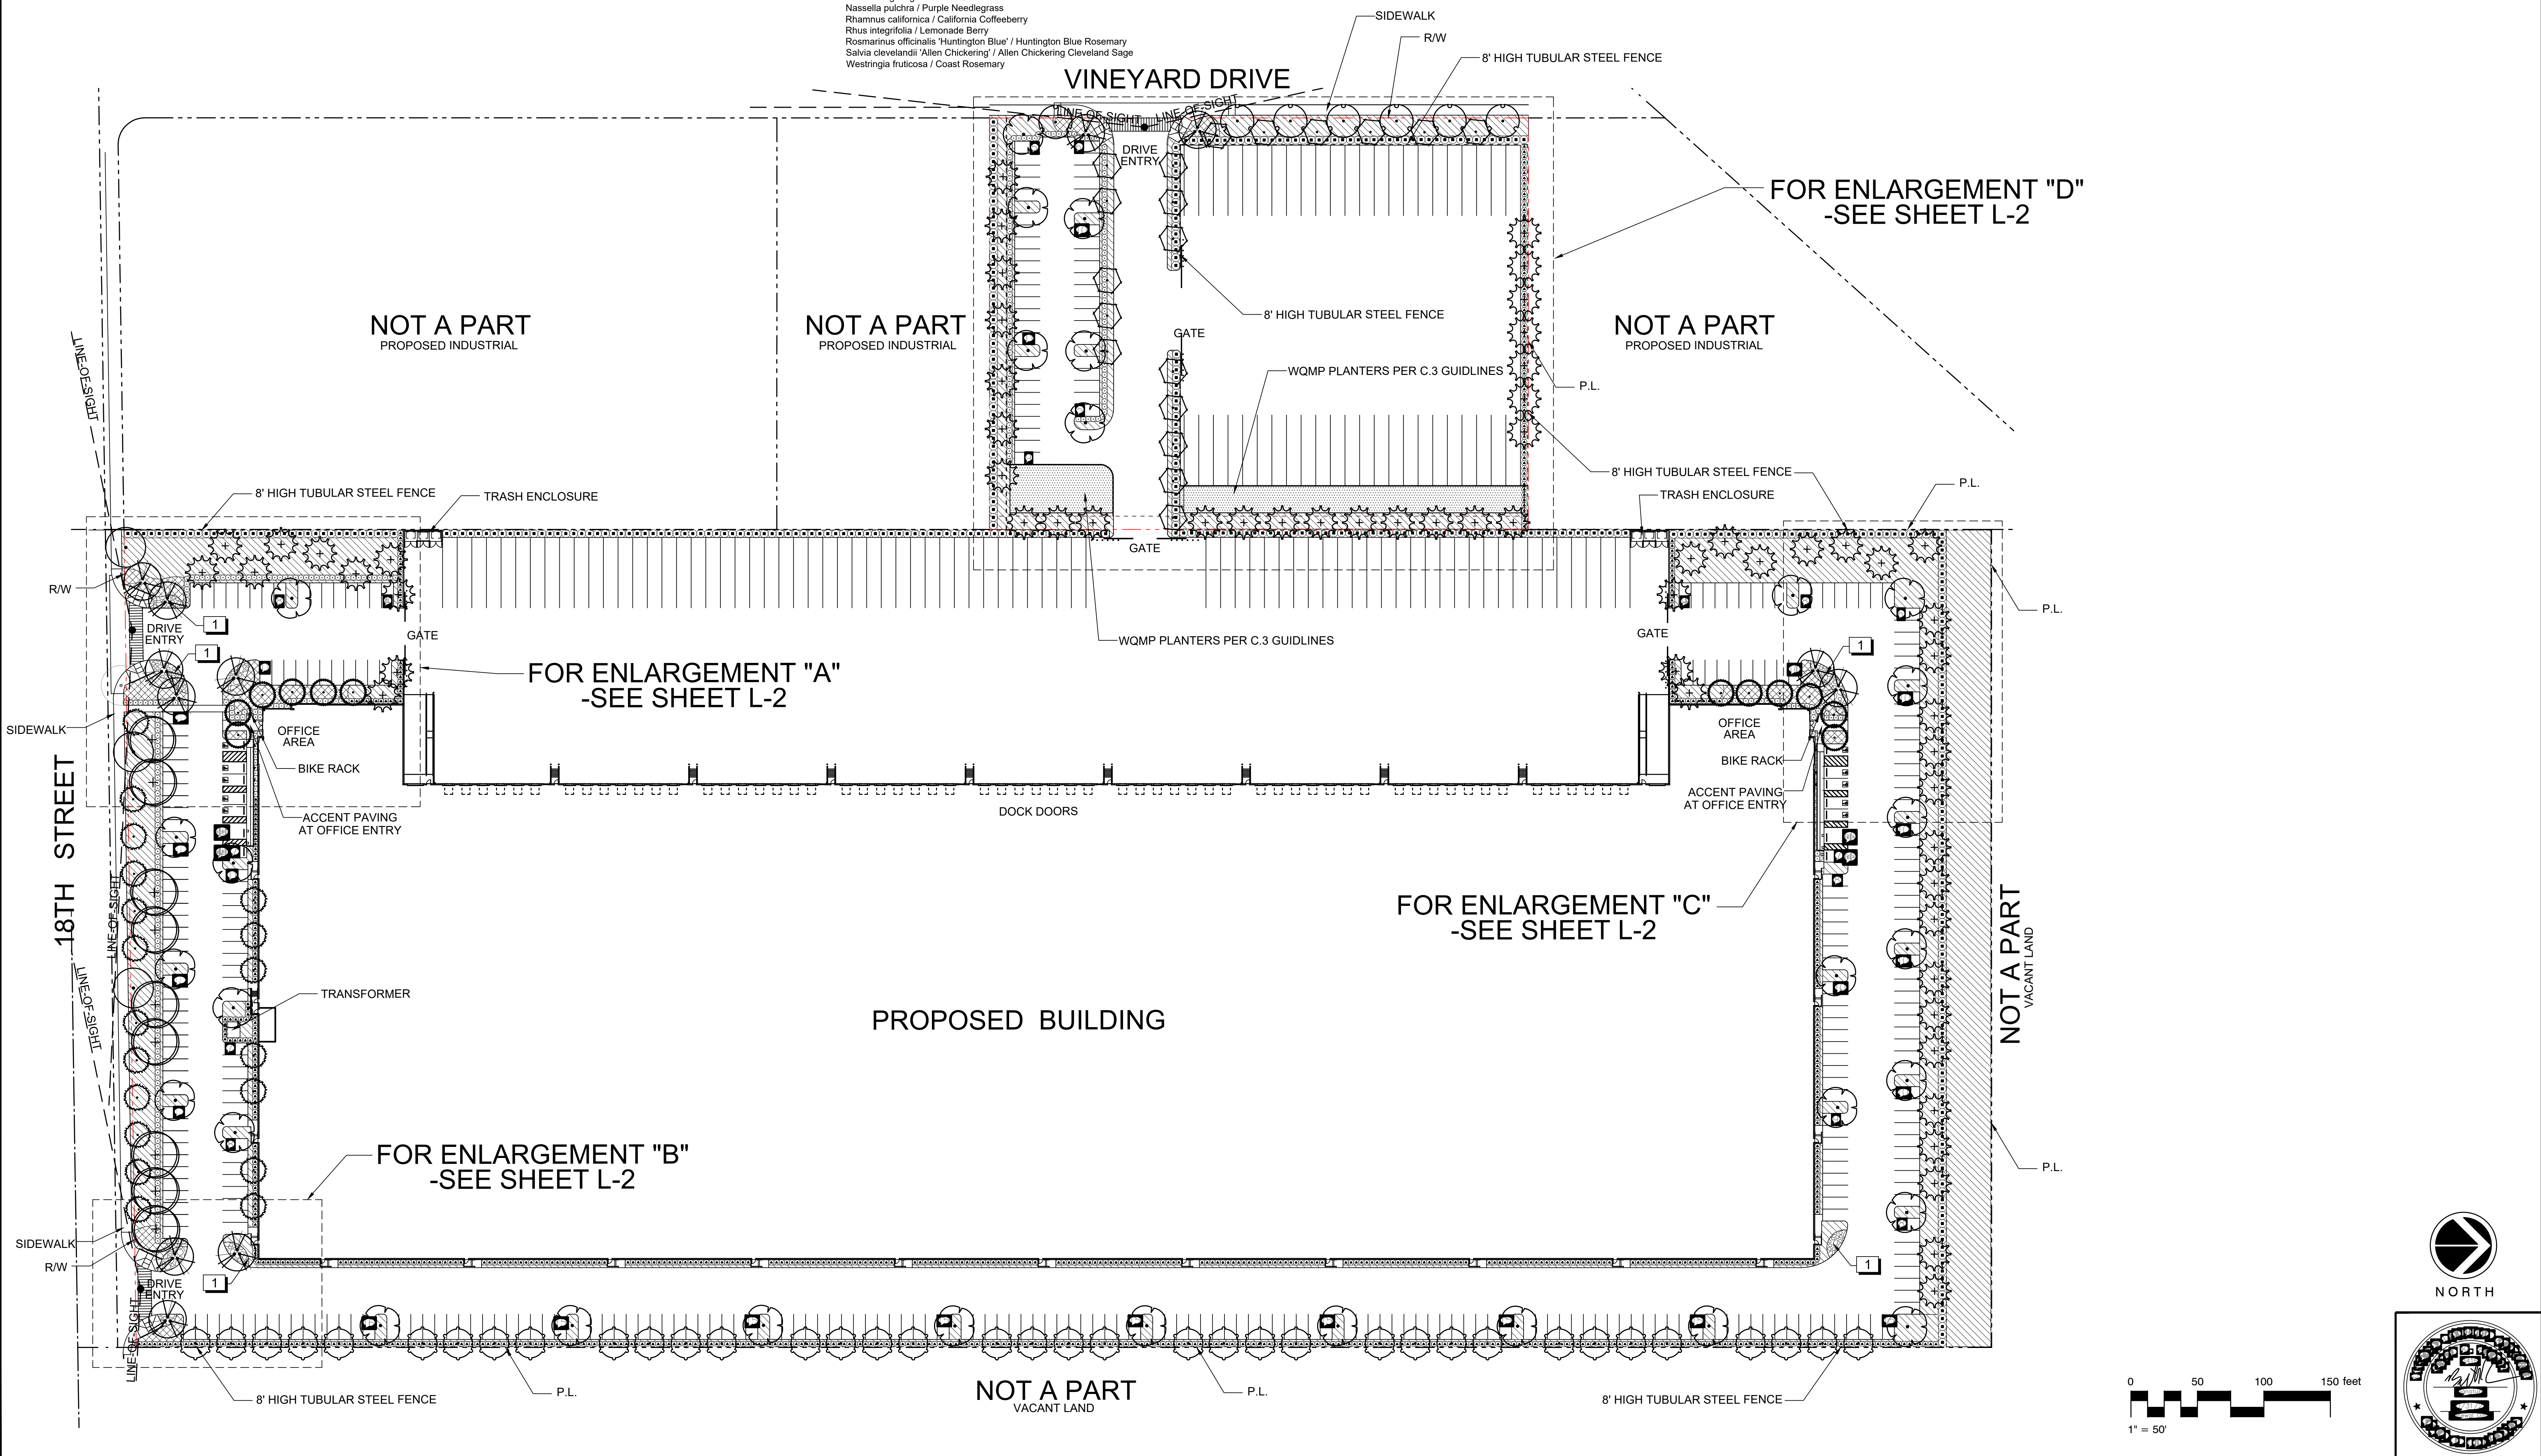 Nassella pulchra / Purple Needlegrass
Rhamnus californica / California Coffeeberry
Rhus integrifolia / Lemonade Berry
Rosmarinus officinalis 'Huntington Blue' / Huntington Blue Rosemary
Salvia clevelandii 'Allen Chickering' / Allen Chickering Cleveland Sage
Westringia fruticosa / Coast Rosemary
VINEYARD DRIVE
SIDEWALK
R/W
8' HIGH TUBULAR STEEL FENCE
LINE-OF-SIGHT
LINE-OF-SIGHT
DRIVE
ENTRY
FOR ENLARGEMENT "D"
-SEE SHEET L-2
NOT A PART
PROPOSED INDUSTRIAL
NOT A PART
PROPOSED INDUSTRIAL
8' HIGH TUBULAR STEEL FENCE
GATE
NOT A PART
PROPOSED INDUSTRIAL
WQMP PLANTERS PER C.3 GUIDLINES
P.L.
LINE-OF-SIGHT
8' HIGH TUBULAR STEEL FENCE
TRASH ENCLOSURE
8' HIGH TUBULAR STEEL FENCE
TRASH ENCLOSURE
P.L.
GATE
R/W
1
DRIVE
ENTRY
1
GATE
WQMP PLANTERS PER C.3 GUIDLINES
GATE
1
P.L.
FOR ENLARGEMENT "A"
-SEE SHEET L-2
SIDEWALK
OFFICE
AREA
BIKE RACK
ACCENT PAVING
AT OFFICE ENTRY
OFFICE
AREA
BIKE RACK
ACCENT PAVING
AT OFFICE ENTRY
DOCK DOORS
18TH STREET
LINE-OF-SIGHT
LINE-OF-SIGHT
FOR ENLARGEMENT "C"
-SEE SHEET L-2
NOT A PART
VACANT LAND
TRANSFORMER
PROPOSED BUILDING
FOR ENLARGEMENT "B"
-SEE SHEET L-2
P.L.
SIDEWALK
R/W
DRIVE
ENTRY
1
1
LINE-OF-SIGHT
8' HIGH TUBULAR STEEL FENCE
P.L.
NOT A PART
VACANT LAND
P.L.
8' HIGH TUBULAR STEEL FENCE
NORTH
0 50 100 150 feet
1" = 50'